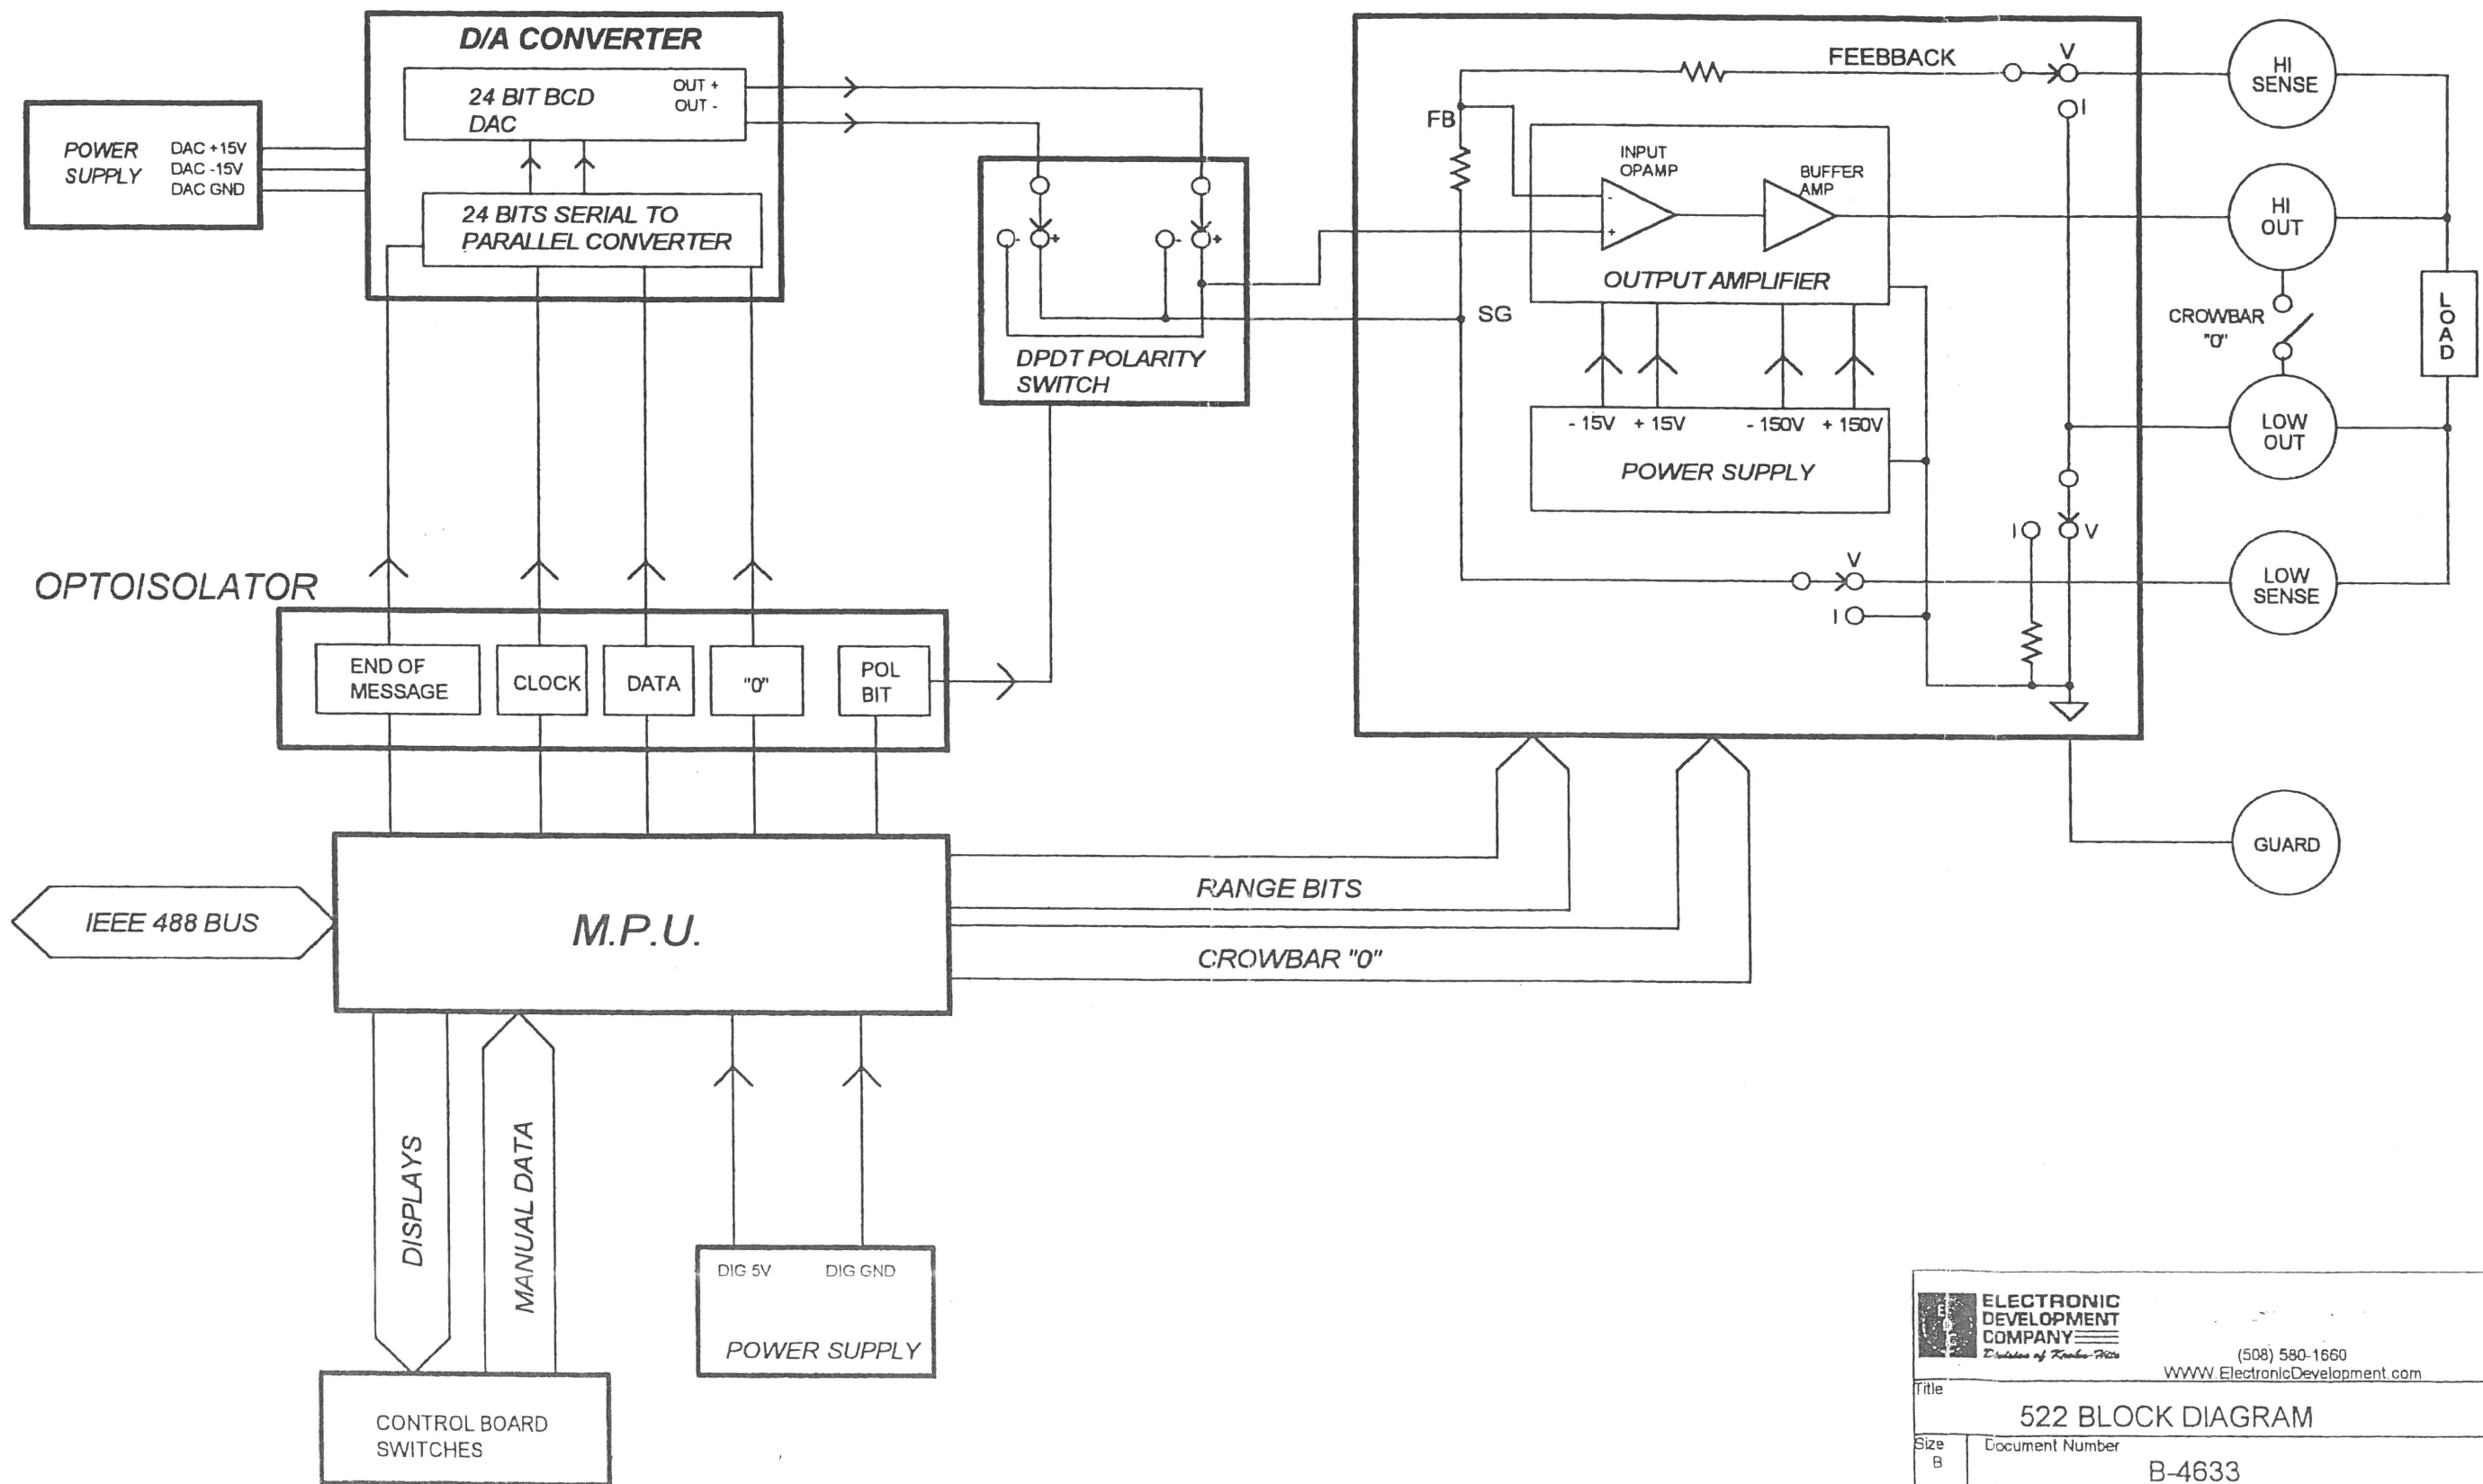 D/A CONVERTER
24 BIT BCD
DAC
OUT +
OUT -
POWER
SUPPLY
DAC +15V
DAC -15V
DAC GND
24 BITS SERIAL TO
PARALLEL CONVERTER
- + - +
DPDT POLARITY
SWITCH
FEEBBACK
V
I
FB
INPUT
OPAMP
-
+
BUFFER
AMP
OUTPUT AMPLIFIER
SG
- 15V + 15V - 150V + 150V
POWER SUPPLY
I V
V
I
HI
SENSE
HI
OUT
CROWBAR
"0"
LOAD
LOW
OUT
LOW
SENSE
GUARD
OPTOISOLATOR
END OF
MESSAGE
CLOCK
DATA
"0"
POL
BIT
IEEE 488 BUS
M.P.U.
RANGE BITS
CROWBAR "0"
DISPLAYS
MANUAL DATA
DIG 5V DIG GND
POWER SUPPLY
CONTROL BOARD
SWITCHES
ELECTRONIC
DEVELOPMENT
COMPANY
Division of Krohn-Hite
(508) 580-1660
WWW.ElectronicDevelopment.com
Title
522 BLOCK DIAGRAM
Size
B
Document Number
B-4633